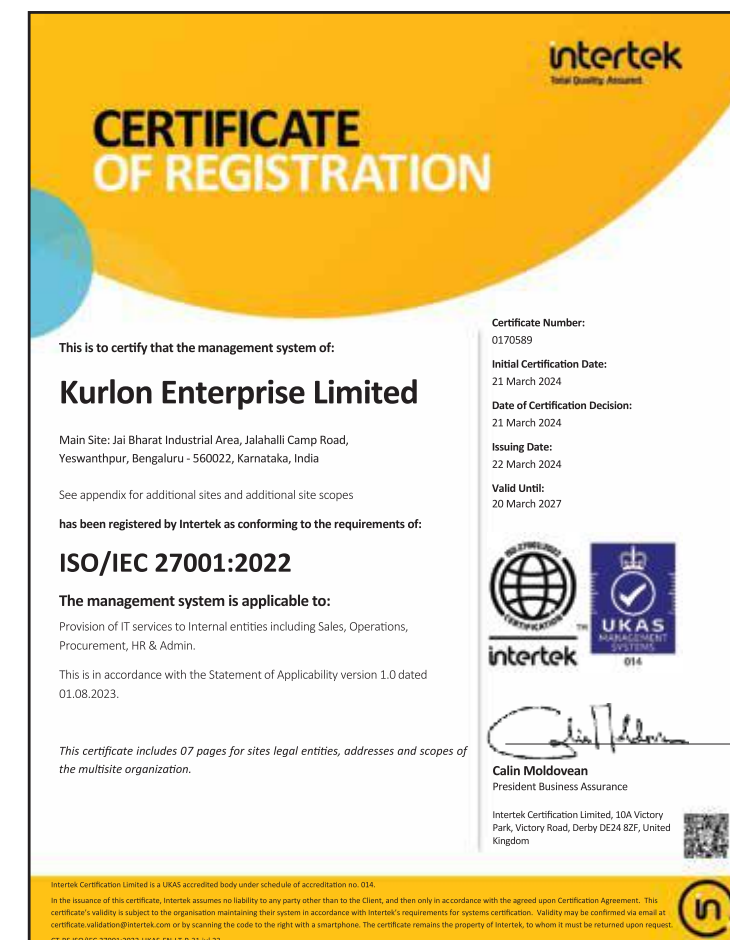 intertek
Total Quality. Assured.
CERTIFICATE
OF REGISTRATION
This is to certify that the management system of:
Kurlon Enterprise Limited
Main Site: Jai Bharat Industrial Area, Jalahalli Camp Road,
Yeswanthpur, Bengaluru - 560022, Karnataka, India
See appendix for additional sites and additional site scopes
has been registered by Intertek as conforming to the requirements of:
ISO/IEC 27001:2022
The management system is applicable to:
Provision of IT services to Internal entities including Sales, Operations,
Procurement, HR & Admin.
This is in accordance with the Statement of Applicability version 1.0 dated
01.08.2023.
This certificate includes 07 pages for sites legal entities, addresses and scopes of
the multisite organization.
Certificate Number:
0170589
Initial Certification Date:
21 March 2024
Date of Certification Decision:
21 March 2024
Issuing Date:
22 March 2024
Valid Until:
20 March 2027
ISO 27001:2022
CERTIFICATION
TM
intertek
UKAS
MANAGEMENT
SYSTEMS
014
Calin Moldovean
President Business Assurance
Intertek Certification Limited, 10A Victory
Park, Victory Road, Derby DE24 8ZF, United
Kingdom
Intertek Certification Limited is a UKAS accredited body under schedule of accreditation no. 014.
In the issuance of this certificate, Intertek assumes no liability to any party other than to the Client, and then only in accordance with the agreed upon Certification Agreement. This
certificate's validity is subject to the organisation maintaining their system in accordance with Intertek's requirements for systems certification. Validity may be confirmed via email at
certificate.validation@intertek.com or by scanning the code to the right with a smartphone. The certificate remains the property of Intertek, to whom it must be returned upon request.
in